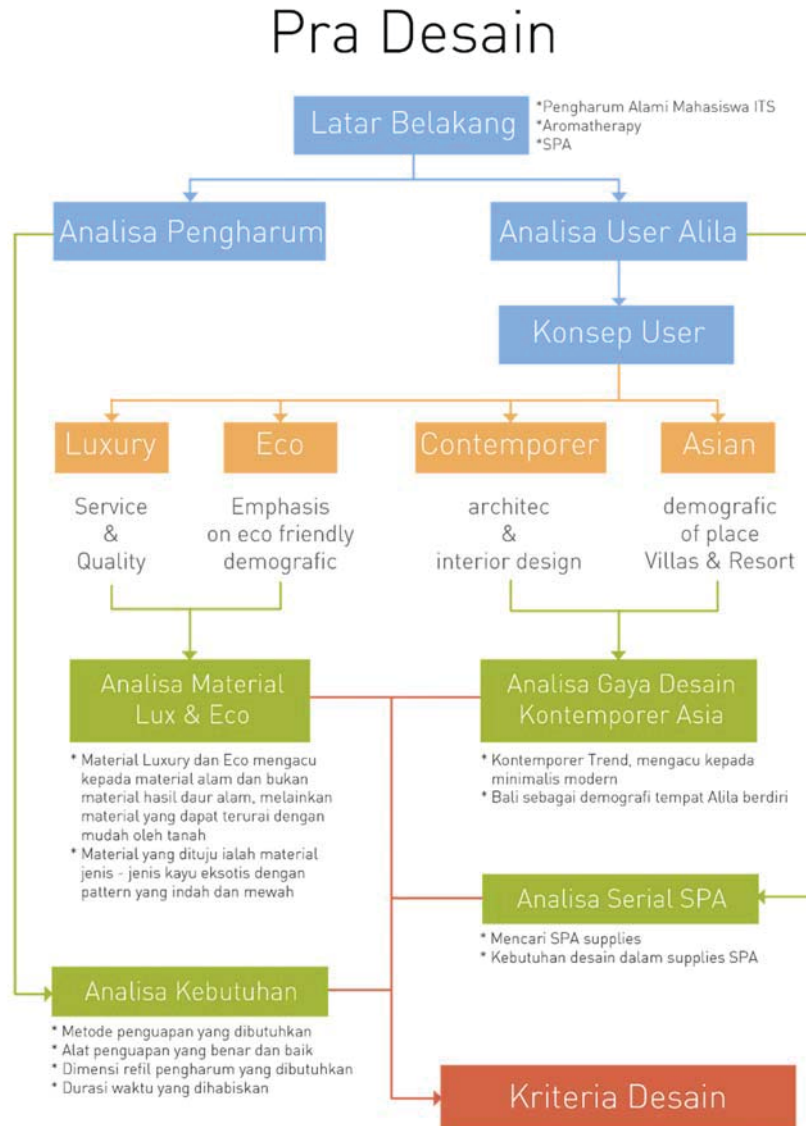 Pra Desain
Latar Belakang
*Pengharum Alami Mahasiswa ITS
*Aromatherapy
*SPA
Analisa Pengharum
Analisa User Alila
Konsep User
Luxury
Eco
Contemporer
Asian
Service
&
Quality
Emphasis
on eco friendly
demografic
architec
&
interior design
demografic
of place
Villas & Resort
Analisa Material
Lux & Eco
* Material Luxury dan Eco mengacu
kepada material alam dan bukan
material hasil daur alam, melainkan
material yang dapat terurai dengan
mudah oleh tanah
* Material yang dituju ialah material
jenis - jenis kayu eksotis dengan
pattern yang indah dan mewah
Analisa Gaya Desain
Kontemporer Asia
* Kontemporer Trend, mengacu kepada
minimalis modern
* Bali sebagai demografi tempat Alila berdiri
Analisa Serial SPA
* Mencari SPA supplies
* Kebutuhan desain dalam supplies SPA
Analisa Kebutuhan
* Metode penguapan yang dibutuhkan
* Alat penguapan yang benar dan baik
* Dimensi refil pengharum yang dibutuhkan
* Durasi waktu yang dihabiskan
Kriteria Desain